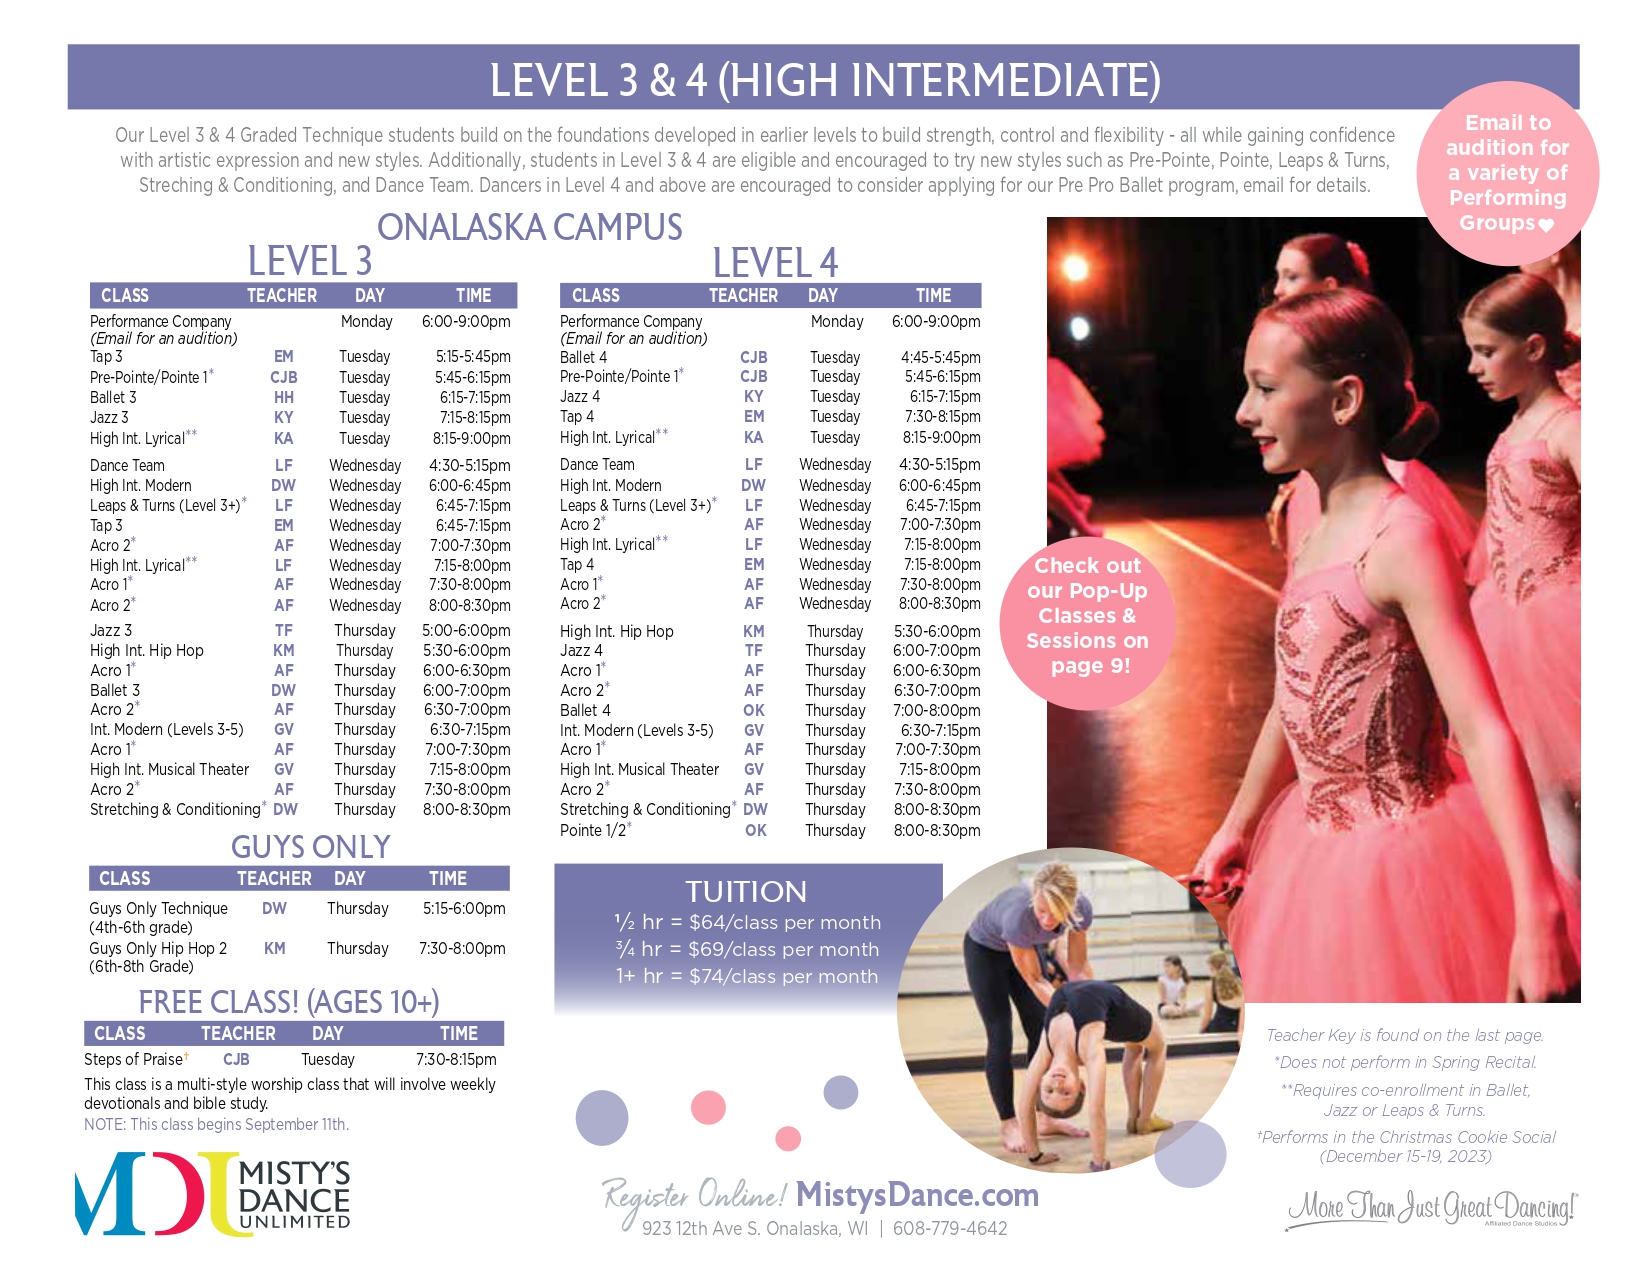 LEVEL 3 & 4 (HIGH INTERMEDIATE)
Our Level 3 & 4 Graded Technique students build on the foundations developed in earlier levels to build strength, control and flexibility - all while gaining confidence
with artistic expression and new styles. Additionally, students in Level 3 & 4 are eligible and encouraged to try new styles such as Pre-Pointe, Pointe, Leaps & Turns,
Streching & Conditioning, and Dance Team. Dancers in Level 4 and above are encouraged to consider applying for our Pre Pro Ballet program, email for details.
Email to
audition for
a variety of
Performing
Groups♥
ONALASKA CAMPUS
LEVEL 3
CLASS TEACHER DAY TIME
Performance Company Monday 6:00-9:00pm
(Email for an audition)
Tap 3 EM Tuesday 5:15-5:45pm
Pre-Pointe/Pointe 1* CJB Tuesday 5:45-6:15pm
Ballet 3 HH Tuesday 6:15-7:15pm
Jazz 3 KY Tuesday 7:15-8:15pm
High Int. Lyrical** KA Tuesday 8:15-9:00pm
Dance Team LF Wednesday 4:30-5:15pm
High Int. Modern DW Wednesday 6:00-6:45pm
Leaps & Turns (Level 3+)* LF Wednesday 6:45-7:15pm
Tap 3 EM Wednesday 6:45-7:15pm
Acro 2* AF Wednesday 7:00-7:30pm
High Int. Lyrical** LF Wednesday 7:15-8:00pm
Acro 1* AF Wednesday 7:30-8:00pm
Acro 2* AF Wednesday 8:00-8:30pm
Jazz 3 TF Thursday 5:00-6:00pm
High Int. Hip Hop KM Thursday 5:30-6:00pm
Acro 1* AF Thursday 6:00-6:30pm
Ballet 3 DW Thursday 6:00-7:00pm
Acro 2* AF Thursday 6:30-7:00pm
Int. Modern (Levels 3-5) GV Thursday 6:30-7:15pm
Acro 1* AF Thursday 7:00-7:30pm
High Int. Musical Theater GV Thursday 7:15-8:00pm
Acro 2* AF Thursday 7:30-8:00pm
Stretching & Conditioning* DW Thursday 8:00-8:30pm
LEVEL 4
CLASS TEACHER DAY TIME
Performance Company Monday 6:00-9:00pm
(Email for an audition)
Ballet 4 CJB Tuesday 4:45-5:45pm
Pre-Pointe/Pointe 1* CJB Tuesday 5:45-6:15pm
Jazz 4 KY Tuesday 6:15-7:15pm
Tap 4 EM Tuesday 7:30-8:15pm
High Int. Lyrical** KA Tuesday 8:15-9:00pm
Dance Team LF Wednesday 4:30-5:15pm
High Int. Modern DW Wednesday 6:00-6:45pm
Leaps & Turns (Level 3+)* LF Wednesday 6:45-7:15pm
Acro 2* AF Wednesday 7:00-7:30pm
High Int. Lyrical** LF Wednesday 7:15-8:00pm
Tap 4 EM Wednesday 7:15-8:00pm
Acro 1* AF Wednesday 7:30-8:00pm
Acro 2* AF Wednesday 8:00-8:30pm
High Int. Hip Hop KM Thursday 5:30-6:00pm
Jazz 4 TF Thursday 6:00-7:00pm
Acro 1* AF Thursday 6:00-6:30pm
Acro 2* AF Thursday 6:30-7:00pm
Ballet 4 OK Thursday 7:00-8:00pm
Int. Modern (Levels 3-5) GV Thursday 6:30-7:15pm
Acro 1* AF Thursday 7:00-7:30pm
High Int. Musical Theater GV Thursday 7:15-8:00pm
Acro 2* AF Thursday 7:30-8:00pm
Stretching & Conditioning* DW Thursday 8:00-8:30pm
Pointe 1/2* OK Thursday 8:00-8:30pm
Check out
our Pop-Up
Classes &
Sessions on
page 9!
GUYS ONLY
CLASS TEACHER DAY TIME
Guys Only Technique DW Thursday 5:15-6:00pm
(4th-6th grade)
Guys Only Hip Hop 2 KM Thursday 7:30-8:00pm
(6th-8th Grade)
FREE CLASS! (AGES 10+)
CLASS TEACHER DAY TIME
Steps of Praise† CJB Tuesday 7:30-8:15pm
This class is a multi-style worship class that will involve weekly
devotionals and bible study.
NOTE: This class begins September 11th.
TUITION
½ hr = $64/class per month
¾ hr = $69/class per month
1+ hr = $74/class per month
Teacher Key is found on the last page.
*Does not perform in Spring Recital.
**Requires co-enrollment in Ballet,
Jazz or Leaps & Turns.
†Performs in the Christmas Cookie Social
(December 15-19, 2023)
MDU MISTY'S
DANCE
UNLIMITED
Register Online! MistysDance.com
923 12th Ave S. Onalaska, WI | 608-779-4642
More Than Just Great Dancing!
Affiliated Dance Studios